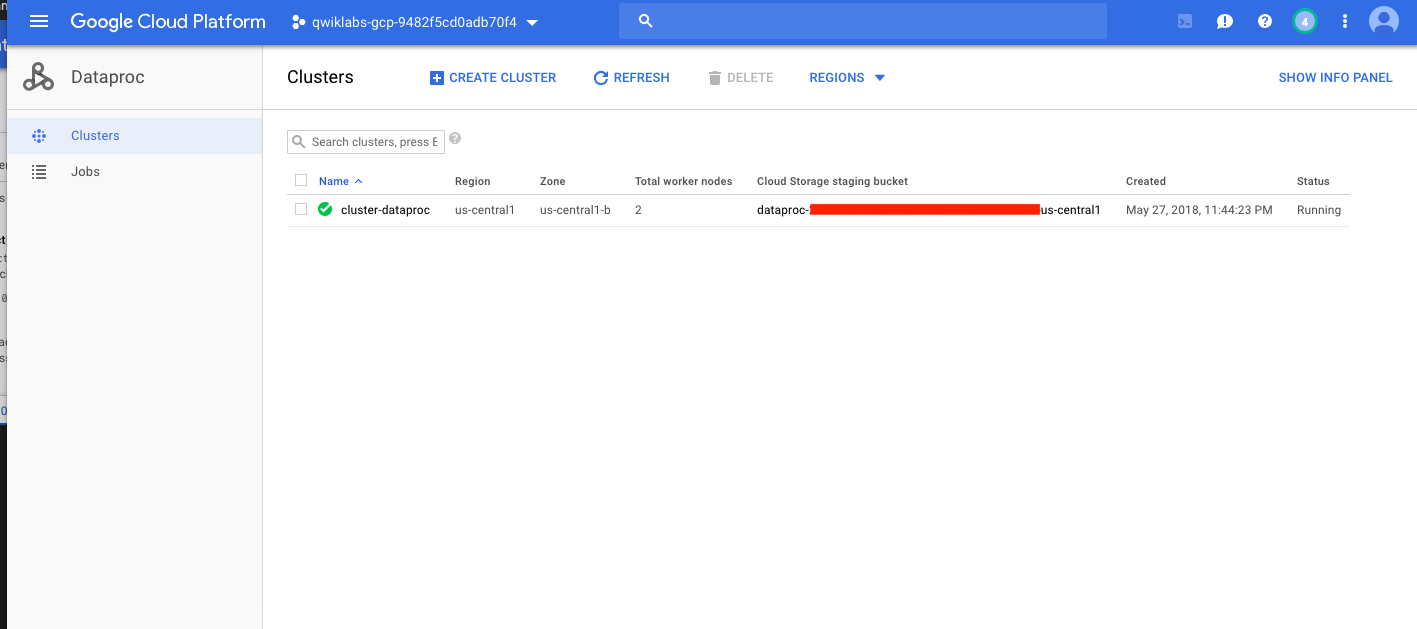 Google Cloud Platform qwiklabs-gcp-9482f5cd0adb70f4 4
Dataproc Clusters CREATE CLUSTER REFRESH DELETE REGIONS SHOW INFO PANEL
Clusters
Search clusters, press E
Jobs
Name Region Zone Total worker nodes Cloud Storage staging bucket Created Status
cluster-dataproc us-central1 us-central1-b 2 dataproc- us-central1 May 27, 2018, 11:44:23 PM Running